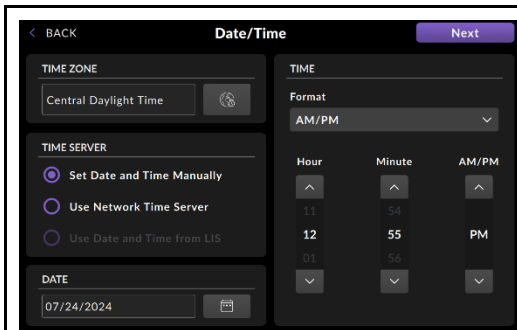 BACK
Date/Time
Next
TIME ZONE
Central Daylight Time
TIME SERVER
Set Date and Time Manually
Use Network Time Server
Use Date and Time from LIS
DATE
07/24/2024
TIME
Format
AM/PM
Hour Minute AM/PM
11 54
12 55 PM
01 56